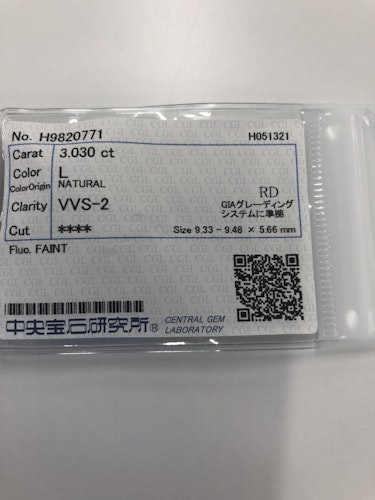 No. H9820771 H051321
Carat 3.030 ct
Color L
ColorOrigin NATURAL
RD
Clarity VVS-2
GIAグレーディング
システムに準拠
Cut ****
Size 9.33 - 9.48 × 5.66 mm
Fluo. FAINT
中央宝石研究所® CENTRAL GEM
LABORATORY